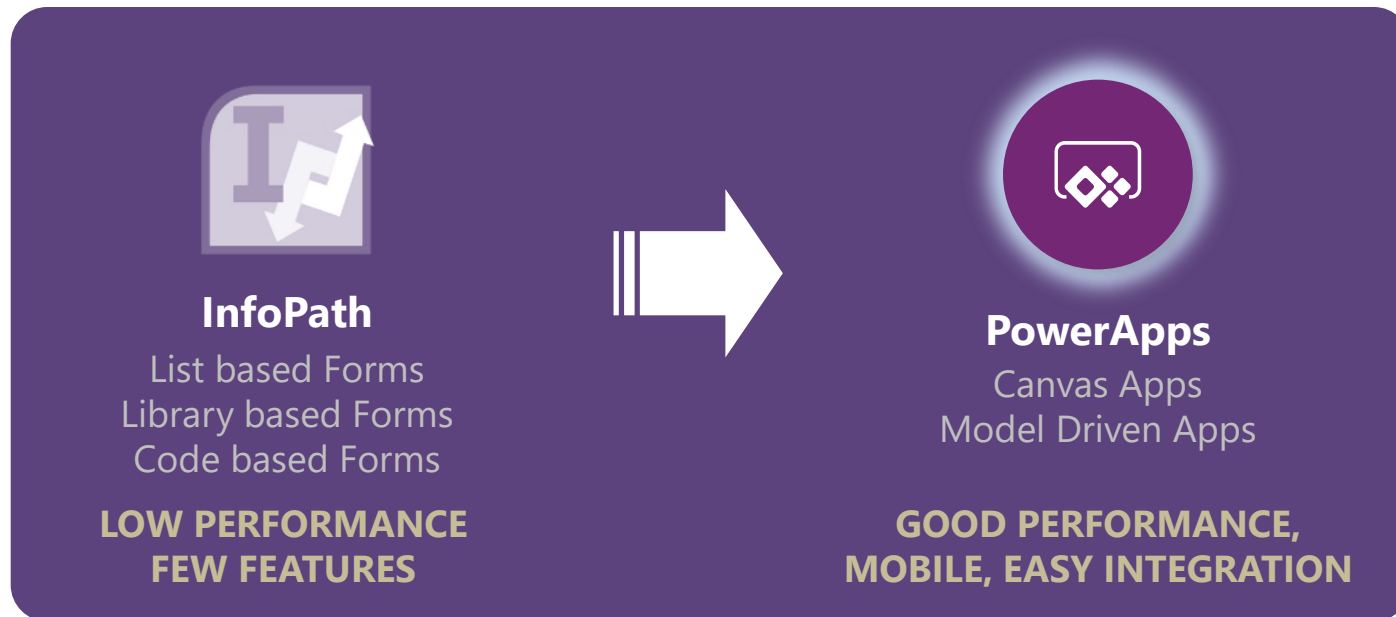 InfoPath
List based Forms
Library based Forms
Code based Forms
LOW PERFORMANCE
FEW FEATURES
PowerApps
Canvas Apps
Model Driven Apps
GOOD PERFORMANCE,
MOBILE, EASY INTEGRATION